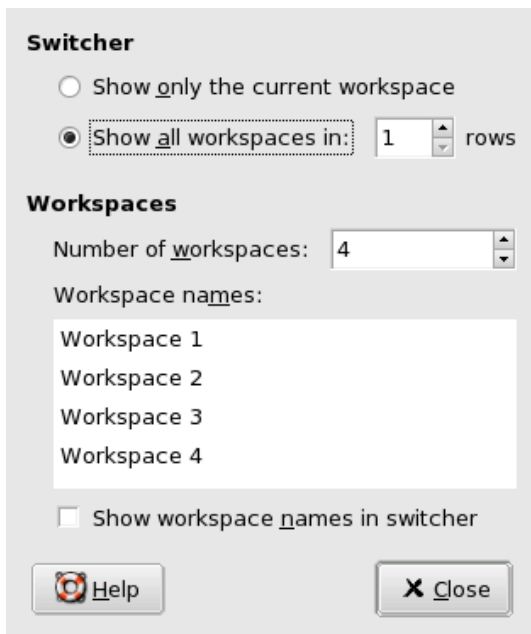 Switcher
Show only the current workspace
Show all workspaces in: 1 rows
Workspaces
Number of workspaces: 4
Workspace names:
Workspace 1
Workspace 2
Workspace 3
Workspace 4
Show workspace names in switcher
Help Close